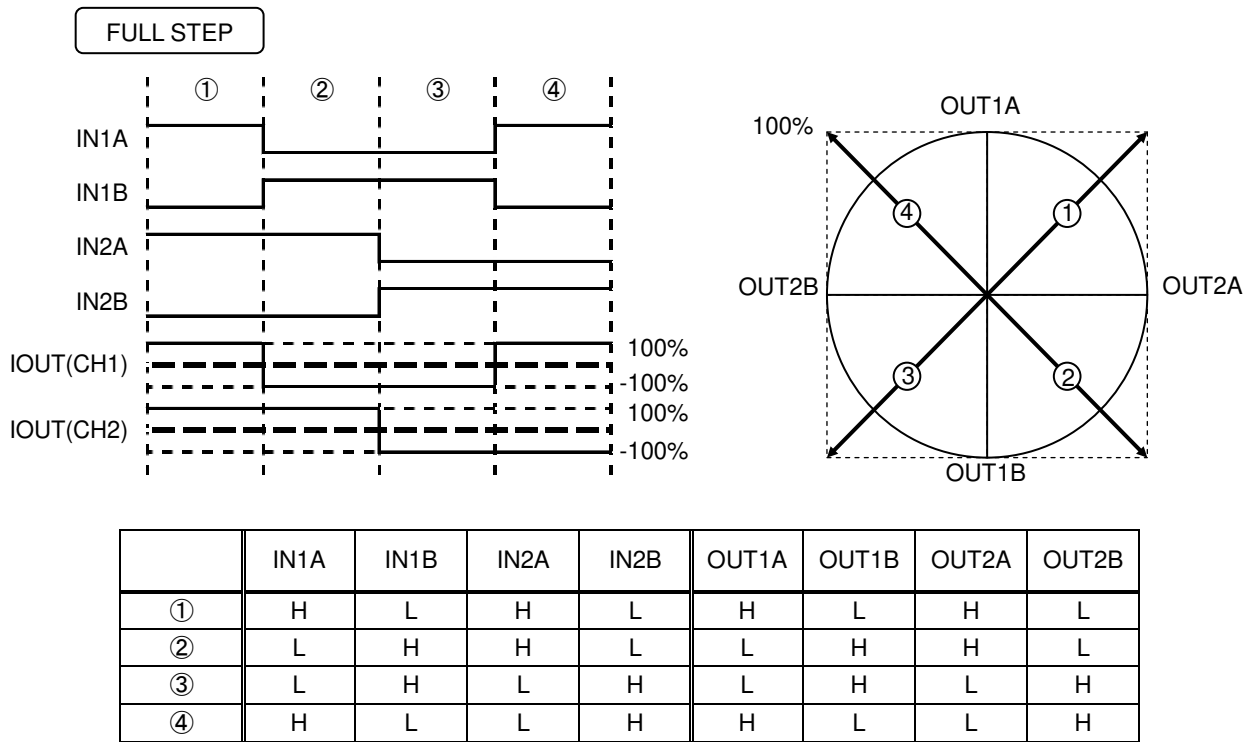 FULL STEP
① ② ③ ④
IN1A
IN1B
IN2A
IN2B
IOUT(CH1)
100%
-100%
IOUT(CH2)
100%
-100%
OUT1A
100%
④ ①
OUT2B OUT2A
③ ②
OUT1B
IN1A IN1B IN2A IN2B OUT1A OUT1B OUT2A OUT2B
① H L H L H L H L
② L H H L L H H L
③ L H L H L H L H
④ H L L H H L L H